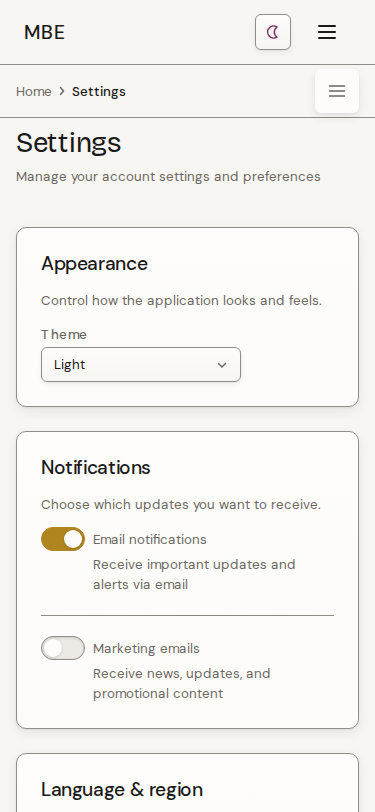 MBE
Home > Settings
Settings
Manage your account settings and preferences
Appearance
Control how the application looks and feels.
Theme
Light
Notifications
Choose which updates you want to receive.
Email notifications
Receive important updates and
alerts via email
Marketing emails
Receive news, updates, and
promotional content
Language & region